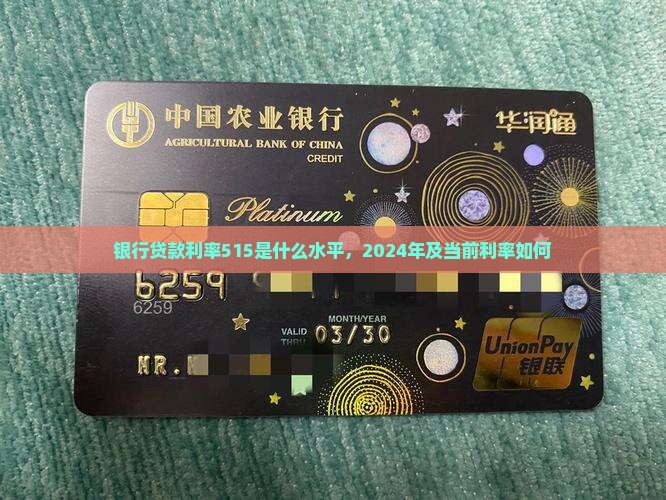 中国农业银行
AGRICULTURAL BANK OF CHINA
CREDIT
华润通
Platinum
银行贷款利率515是什么水平，2024年及当前利率如何
6259
6259
MONTH/YEAR
VALID THRU 03/30
MR.
UnionPay
银联